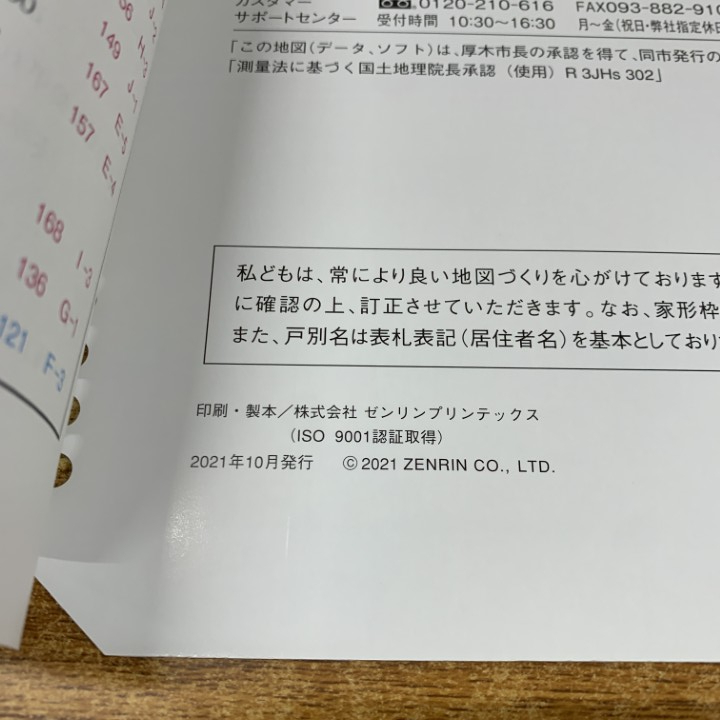 カスタマー
サポートセンター
0120-210-616 FAX093-882-910
受付時間 10:30〜16:30 月〜金(祝日・弊社指定休日
「この地図(データ、ソフト)は、厚木市長の承認を得て、同市発行の
「測量法に基づく国土地理院長承認(使用) R 3JHs 302」
149
167 E-3
157 E-4
168 I-3
136 G-1
121 F-3
私どもは、常により良い地図づくりを心がけております
に確認の上、訂正させていただきます。なお、家形枠
また、戸別名は表札表記(居住者名)を基本としており
印刷・製本/株式会社 ゼンリンプリンテックス
(ISO 9001認証取得)
2021年10月発行 © 2021 ZENRIN CO., LTD.